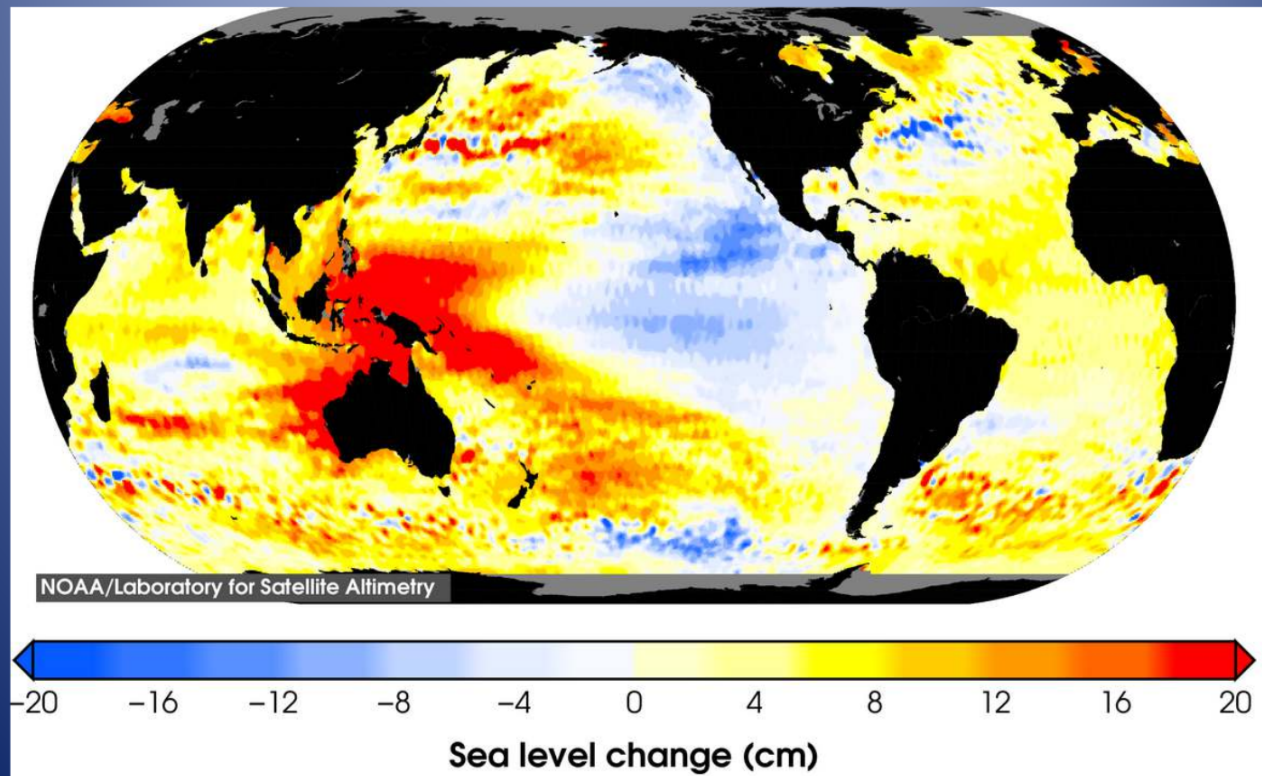 NOAA/Laboratory for Satellite Altimetry
−20 −16 −12 −8 −4 0 4 8 12 16 20
Sea level change (cm)